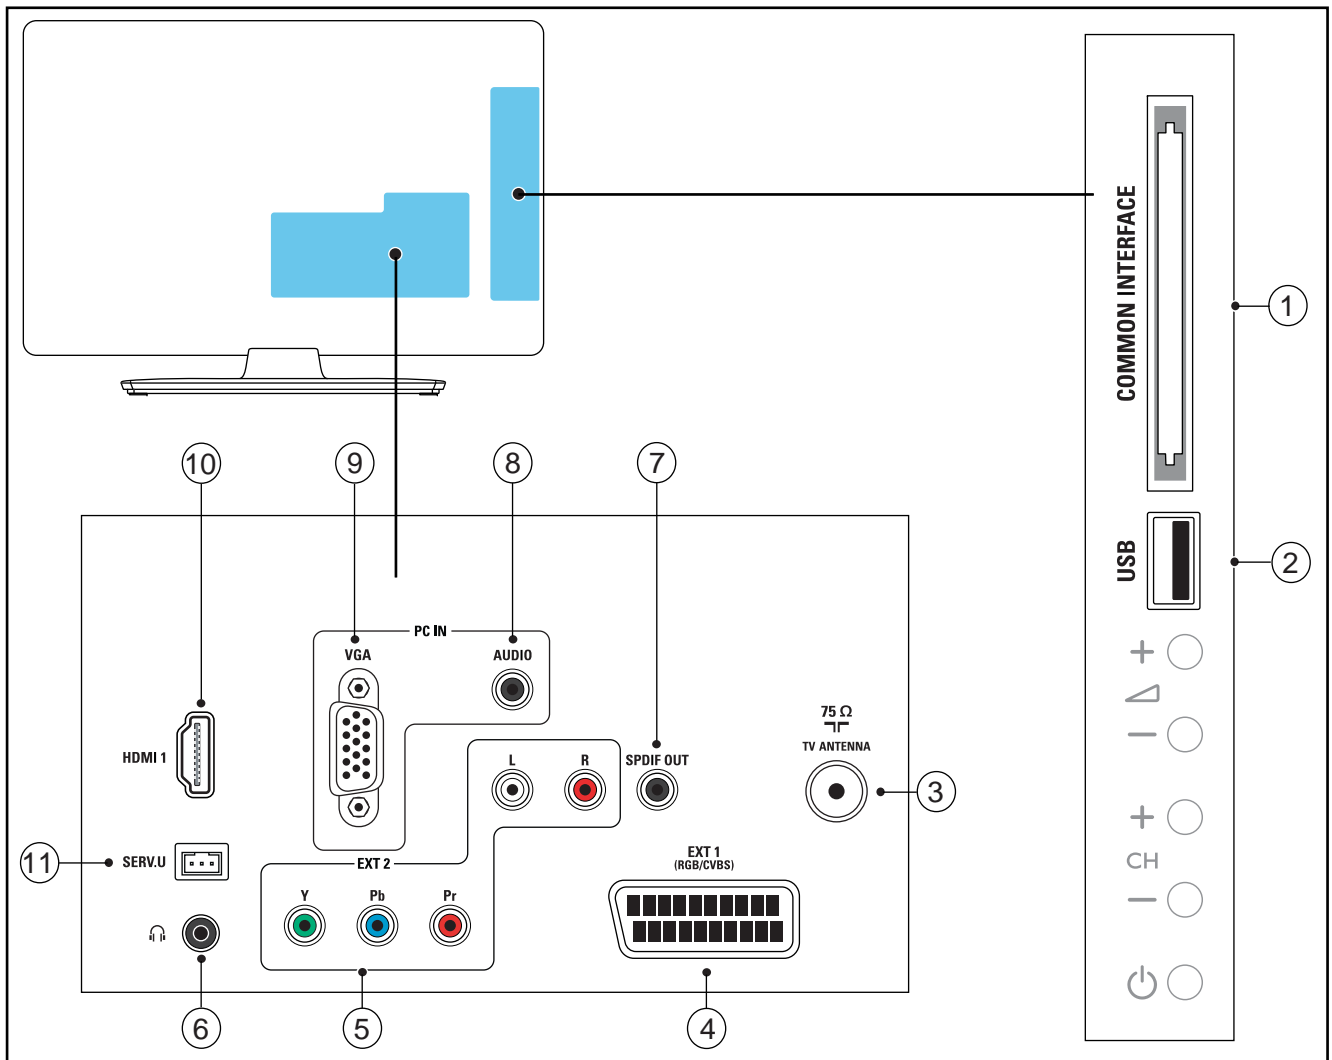 COMMON INTERFACE
1
10
9
8
7
USB
2
PC IN
VGA
AUDIO
+
75 Ω
TV ANTENNA
HDMI 1
L
R
SPDIF OUT
−
3
+
11
SERV.U
EXT 2
EXT 1
(RGB/CVBS)
CH
Y
Pb
Pr
−
6
5
4